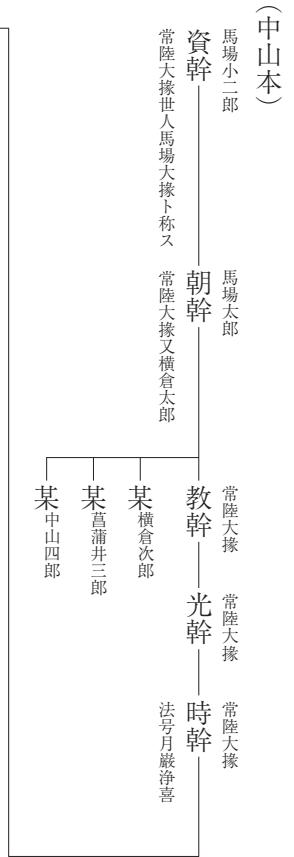 （中山本）
馬場小二郎
資幹
常陸大掾世人馬場大掾ト称ス
馬場太郎
朝幹
常陸大掾又横倉太郎
常陸大掾
教幹
某横倉次郎
某菖蒲井三郎
某中山四郎
常陸大掾
光幹
常陸大掾
時幹
法号月巌浄喜